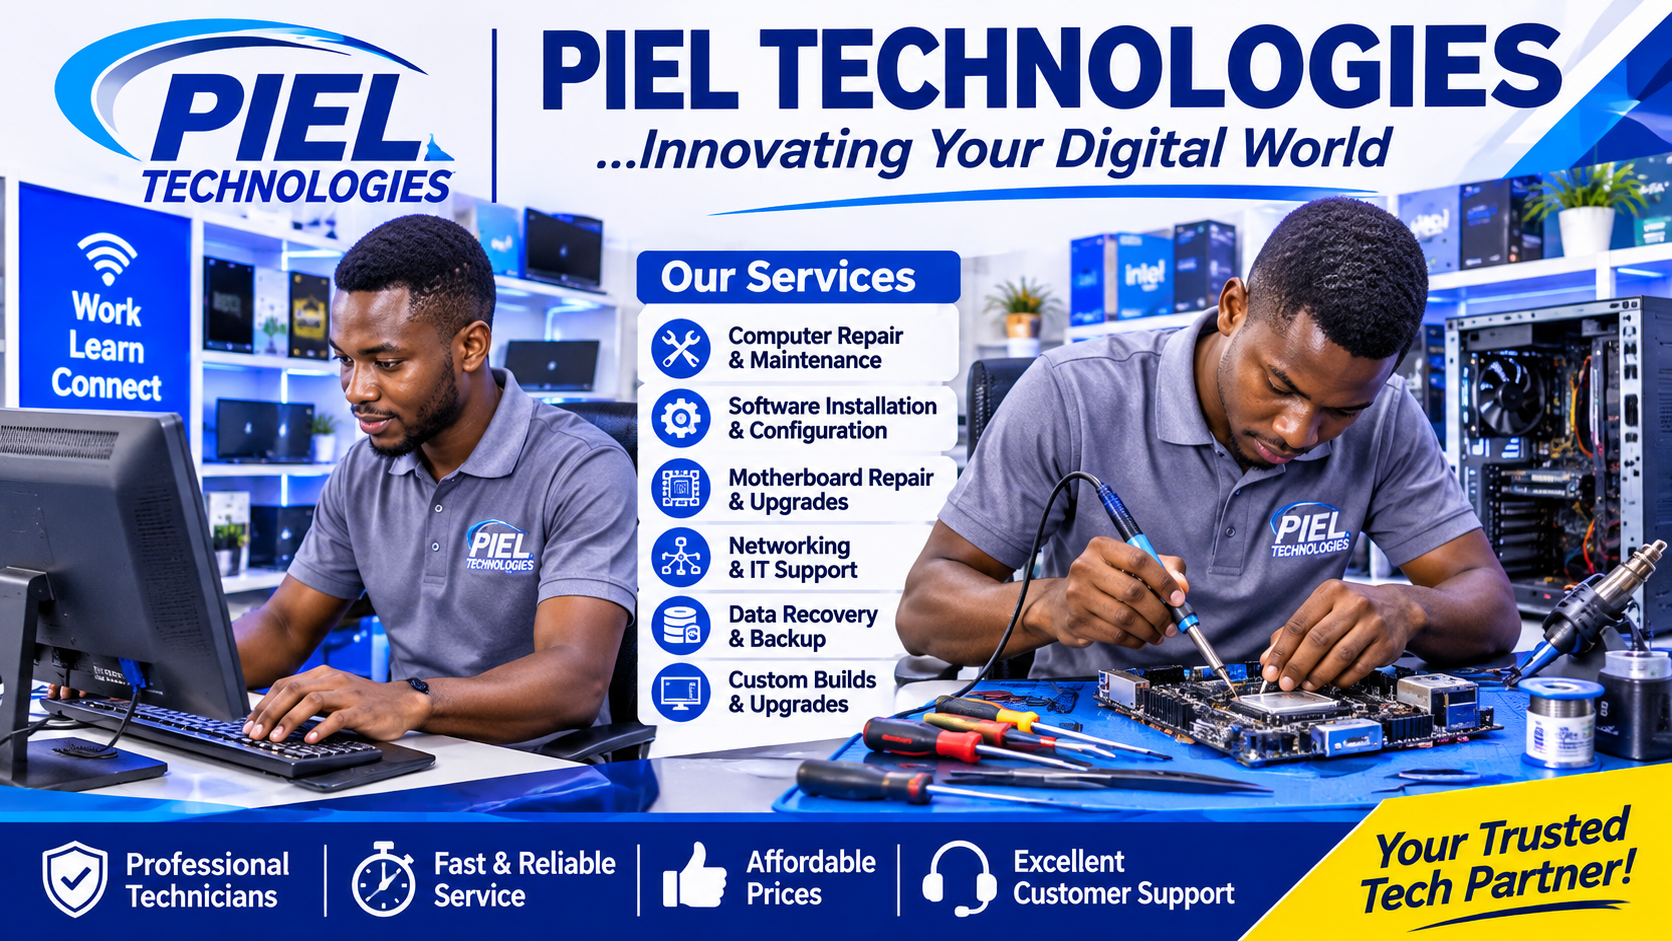 PIEL
TECHNOLOGIES
PIEL TECHNOLOGIES
...Innovating Your Digital World
Work
Learn
Connect
Our Services
Computer Repair
& Maintenance
Software Installation
& Configuration
Motherboard Repair
& Upgrades
Networking
& IT Support
Data Recovery
& Backup
Custom Builds
& Upgrades
PIEL
TECHNOLOGIES
PIEL
TECHNOLOGIES
intel
Professional
Technicians
Fast & Reliable
Service
Affordable
Prices
Excellent
Customer Support
Your Trusted
Tech Partner!